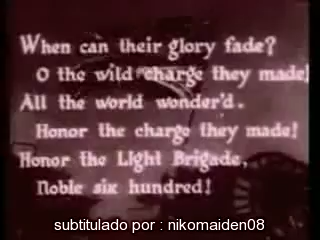 When can their glory fade?
O the wild charge they made!
All the world wonder'd.
Honor the charge they made!
Honor the Light Brigade,
Noble six hundred!
subtitulado por : nikomaiden08